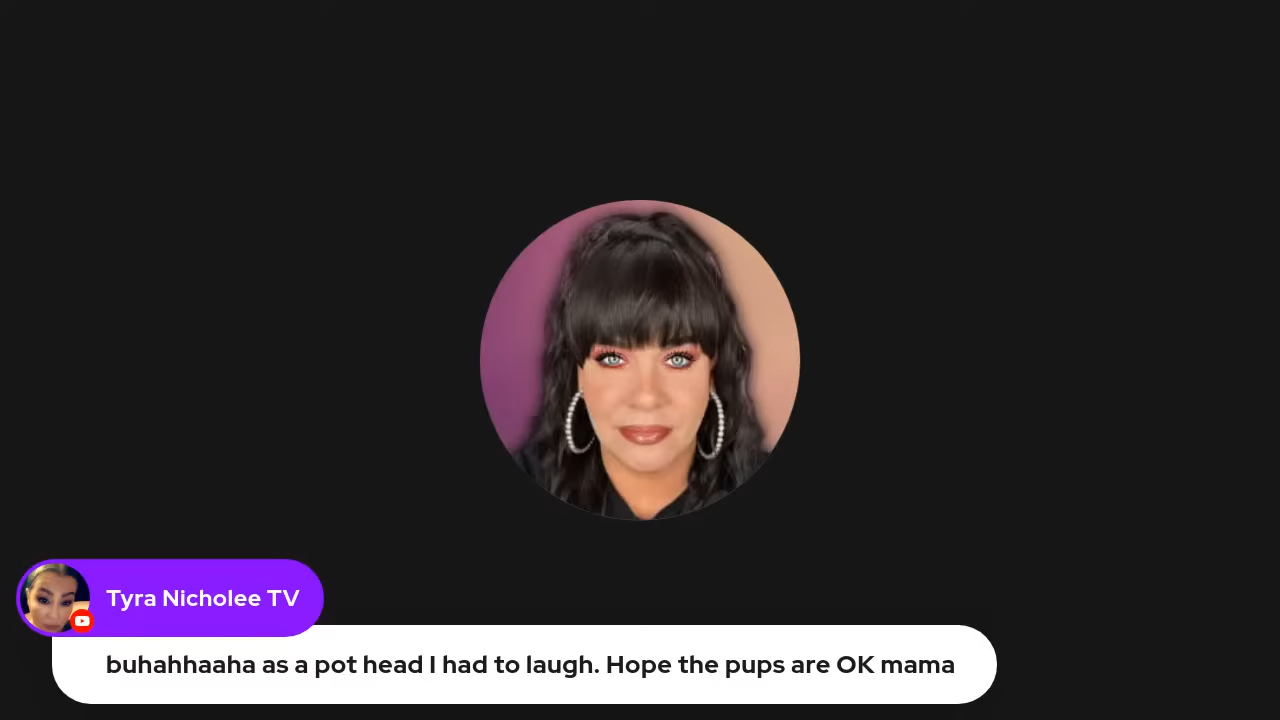 Tyra Nicholee TV
buhahhaaha as a pot head I had to laugh. Hope the pups are OK mama